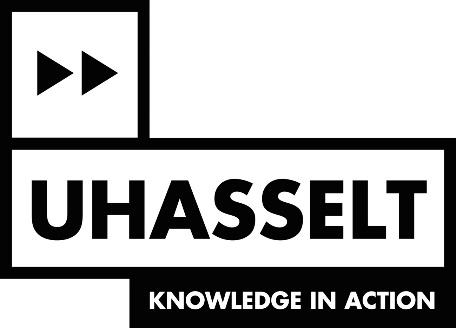 UHASSELT
KNOWLEDGE IN ACTION